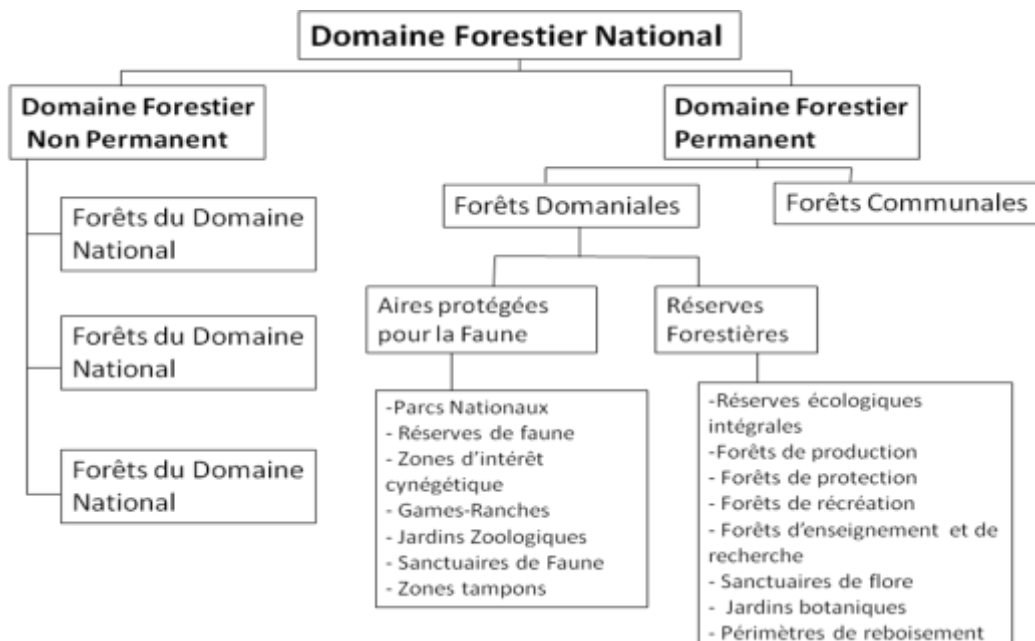 Domaine Forestier National
Domaine Forestier
Non Permanent
Forêts du Domaine
National
Forêts du Domaine
National
Forêts du Domaine
National
Domaine Forestier
Permanent
Forêts Domaniales
Forêts Communales
Aires protégées
pour la Faune
-Parcs Nationaux
- Réserves de faune
- Zones d'intérêt
cynégétique
- Games-Ranches
- Jardins Zoologiques
- Sanctuaires de Faune
- Zones tampons
Réserves
Forestières
-Réserves écologiques
intégrales
-Forêts de production
- Forêts de protection
- Forêts de récréation
- Forêts d'enseignement et de
recherche
- Sanctuaires de flore
- Jardins botaniques
- Périmètres de reboisement